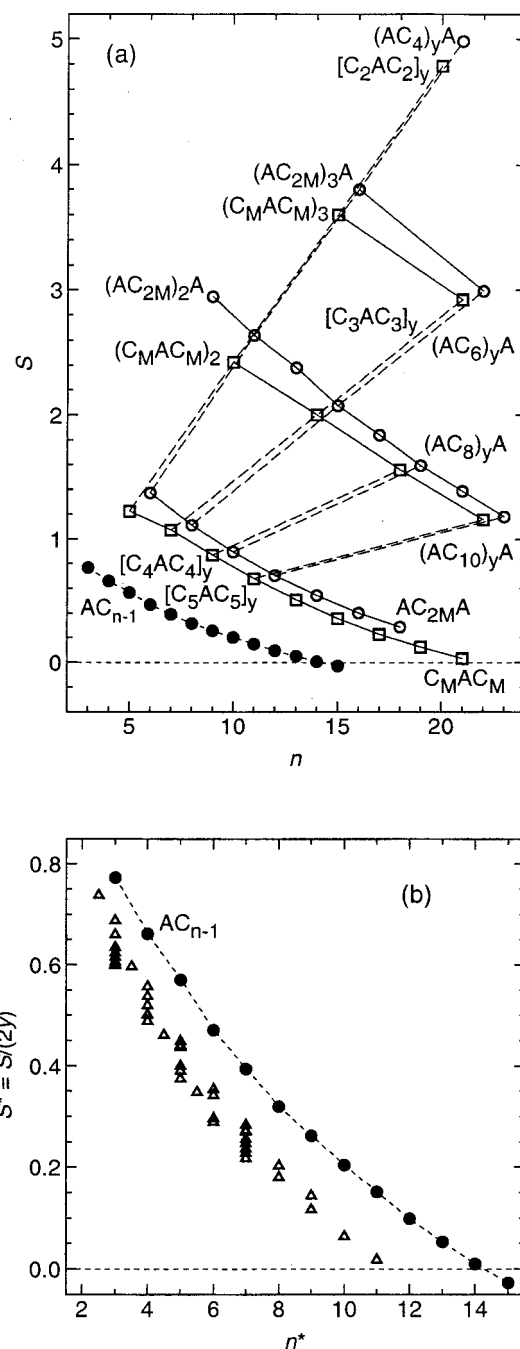 (a)
(AC4)yA
[C2AC2]y
5
(AC2M)3A
4
(CMACM)3
(AC2M)2A
3
[C3AC3]y
(AC6)yA
(CMACM)2
S
2
(AC8)yA
1
(AC10)yA
[C4AC4]y
[C5AC5]y
ACn-1
AC2MA
0
CMACM
5 10 15 20
n
(b)
0.8
ACn-1
0.6
S* = S/(2y)
0.4
0.2
0.0
2 4 6 8 10 12 14
n*